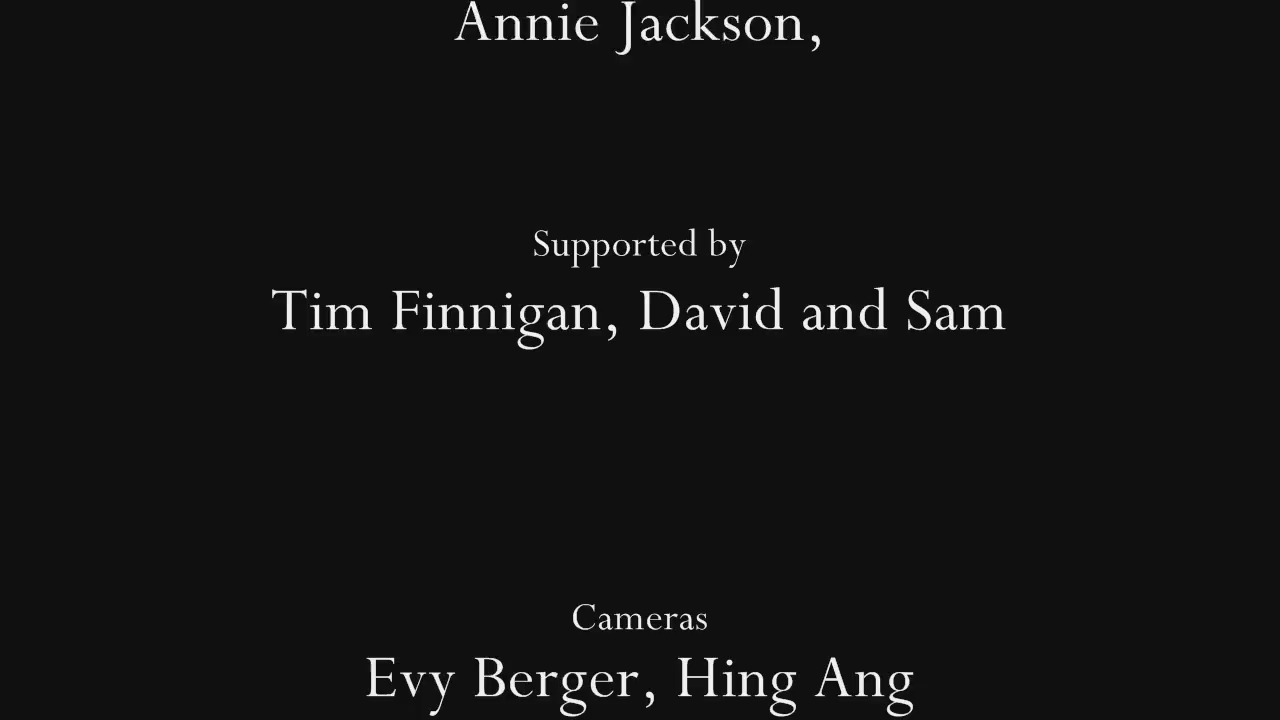 Annie Jackson,
Supported by
Tim Finnigan, David and Sam
Cameras
Evy Berger, Hing Ang